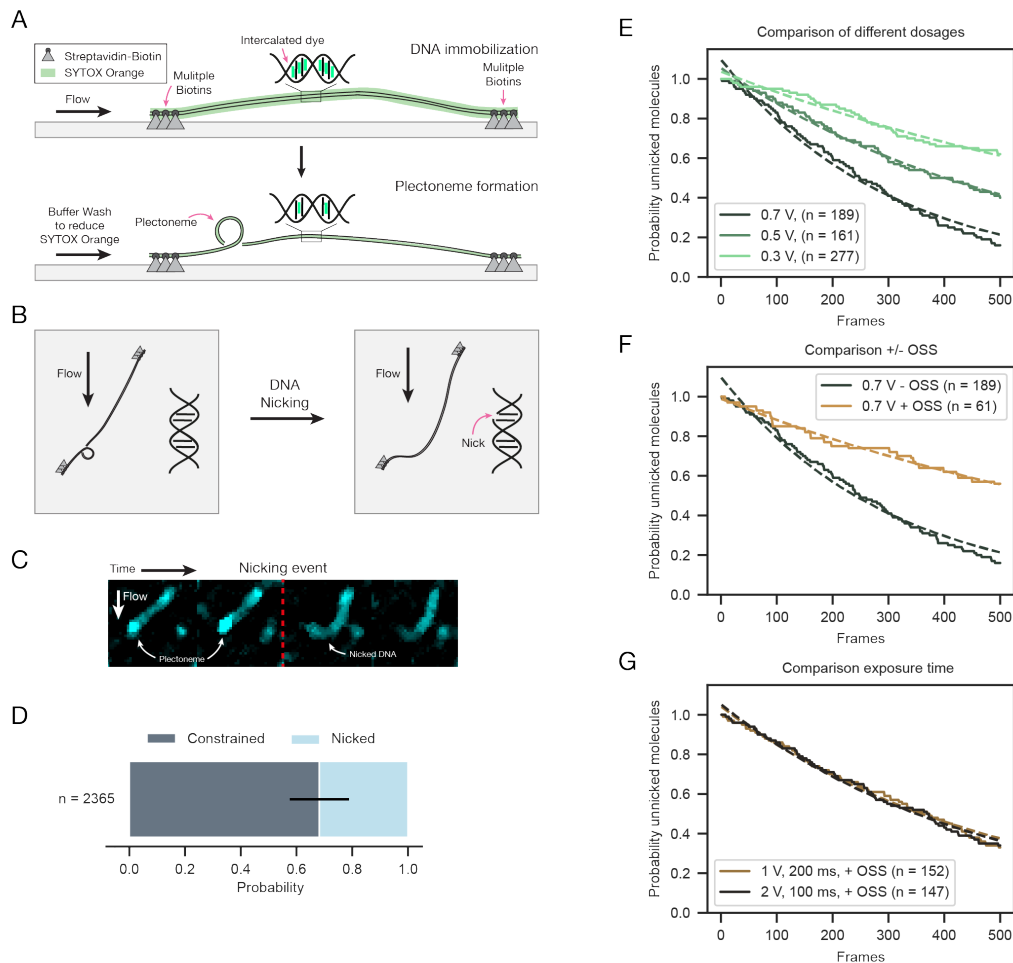 A
Streptavidin-Biotin
SYTOX Orange
Intercalated dye
DNA immobilization
Mulitple
Biotins
Mulitple
Biotins
Flow
Plectoneme formation
Buffer Wash
to reduce
SYTOX Orange
Plectoneme
B
Flow
DNA
Nicking
Flow
Nick
C
Time
Nicking event
Flow
Plectoneme
Nicked DNA
D
Constrained
Nicked
n = 2365
0.0 0.2 0.4 0.6 0.8 1.0
Probability
E
Comparison of different dosages
Probability unnicked molecules
1.0
0.8
0.6
0.4
0.2
0.0
0.7 V, (n = 189)
0.5 V, (n = 161)
0.3 V, (n = 277)
0 100 200 300 400 500
Frames
F
Comparison +/- OSS
Probability unnicked molecules
1.0
0.8
0.6
0.4
0.2
0.0
0.7 V - OSS (n = 189)
0.7 V + OSS (n = 61)
0 100 200 300 400 500
Frames
G
Comparison exposure time
Probability unnicked molecules
1.0
0.8
0.6
0.4
0.2
0.0
1 V, 200 ms, + OSS (n = 152)
2 V, 100 ms, + OSS (n = 147)
0 100 200 300 400 500
Frames